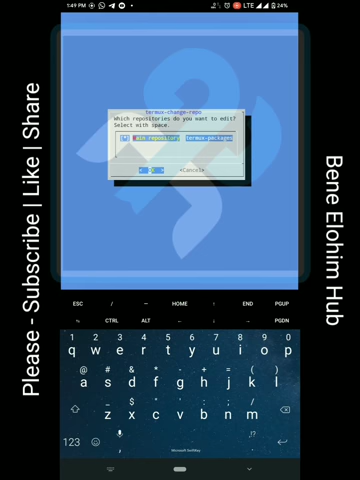 1:49 PM
LTE
24%
termux-change-repo
Which repositories do you want to edit?
Select with space.
[*] Main repository termux-packages
< OK > <Cancel>
Please - Subscribe | Like | Share
Bene Elohim Hub
ESC / — HOME ↑ END PGUP
CTRL ALT ← ↓ → PGDN
1 2 3 4 5 6 7 8 9 0
q w e r t y u i o p
@ # & * - + = ( )
a s d f g h j k l
_ $ " ' : ; /
z x c v b n m
123 , !? .
Microsoft SwiftKey